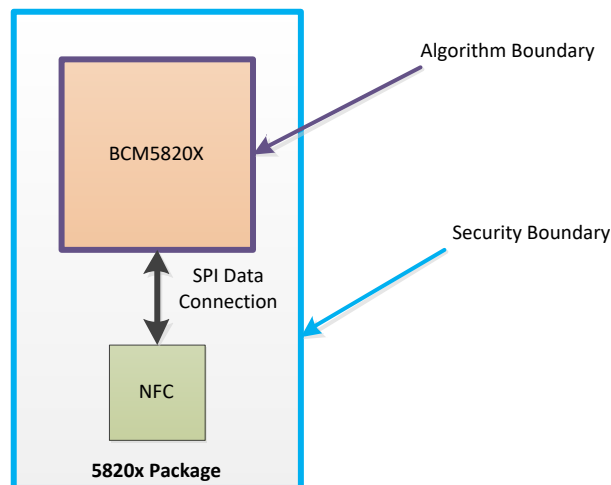 Algorithm Boundary
BCM5820X
Security Boundary
SPI Data
Connection
NFC
5820x Package